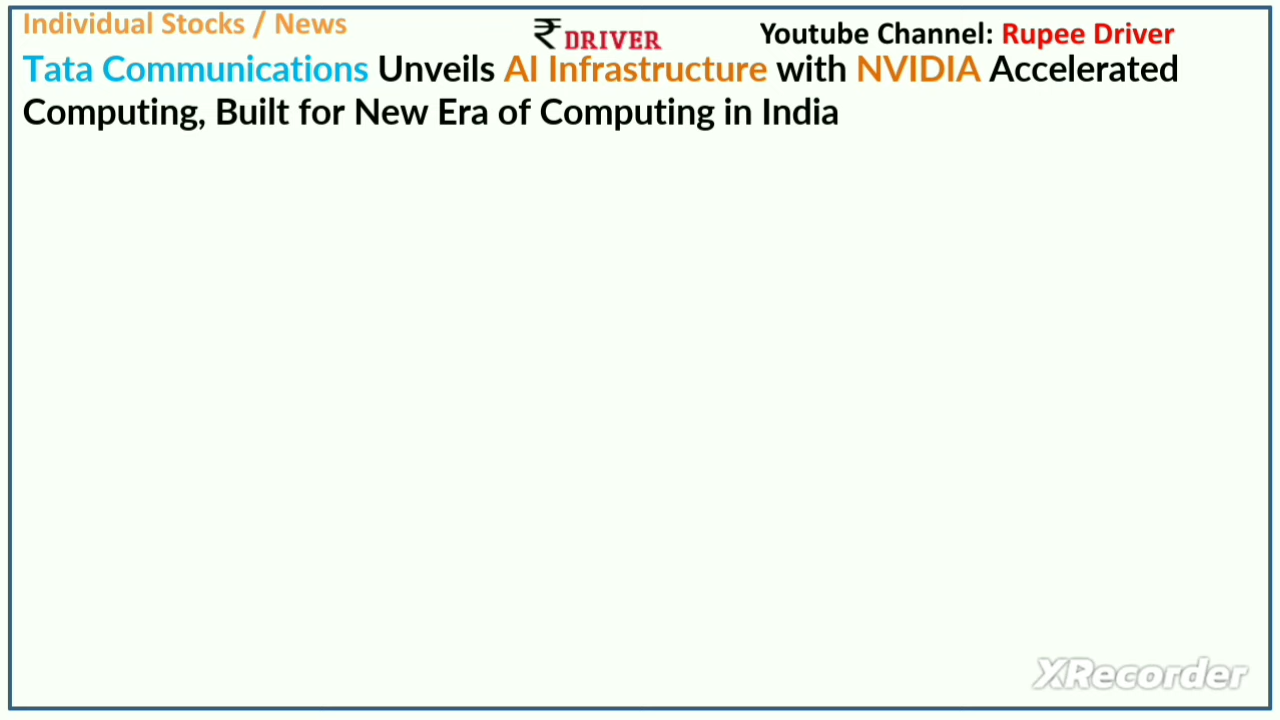 Individual Stocks / News
₹ DRIVER
Youtube Channel: Rupee Driver
Tata Communications Unveils AI Infrastructure with NVIDIA Accelerated
Computing, Built for New Era of Computing in India
XRecorder